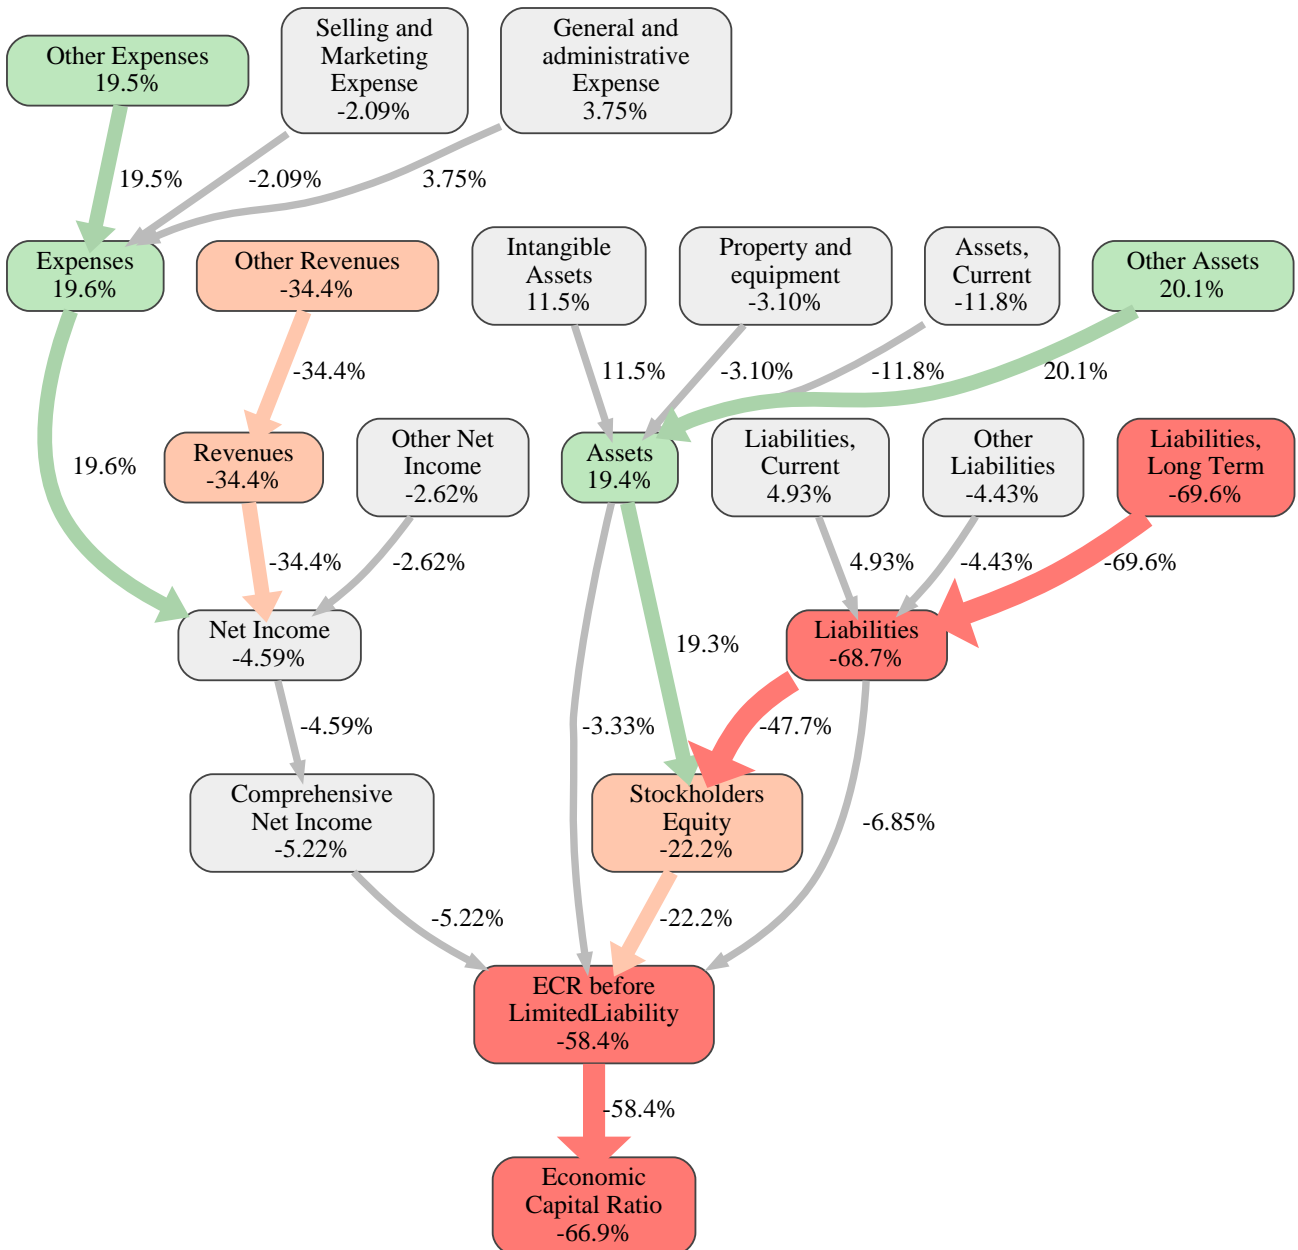 Other Expenses
19.5%
Selling and
Marketing
Expense
-2.09%
General and
administrative
Expense
3.75%
19.5%
-2.09%
3.75%
Expenses
19.6%
Other Revenues
-34.4%
Intangible
Assets
11.5%
Property and
equipment
-3.10%
Assets,
Current
-11.8%
Other Assets
20.1%
-34.4%
11.5%
-3.10%
-11.8%
20.1%
19.6%
Revenues
-34.4%
Other Net
Income
-2.62%
Assets
19.4%
Liabilities,
Current
4.93%
Other
Liabilities
-4.43%
Liabilities,
Long Term
-69.6%
-34.4%
-2.62%
4.93%
-4.43%
-69.6%
Net Income
-4.59%
19.3%
Liabilities
-68.7%
-4.59%
-3.33%
-47.7%
Comprehensive
Net Income
-5.22%
Stockholders
Equity
-22.2%
-6.85%
-5.22%
-22.2%
ECR before
LimitedLiability
-58.4%
-58.4%
Economic
Capital Ratio
-66.9%